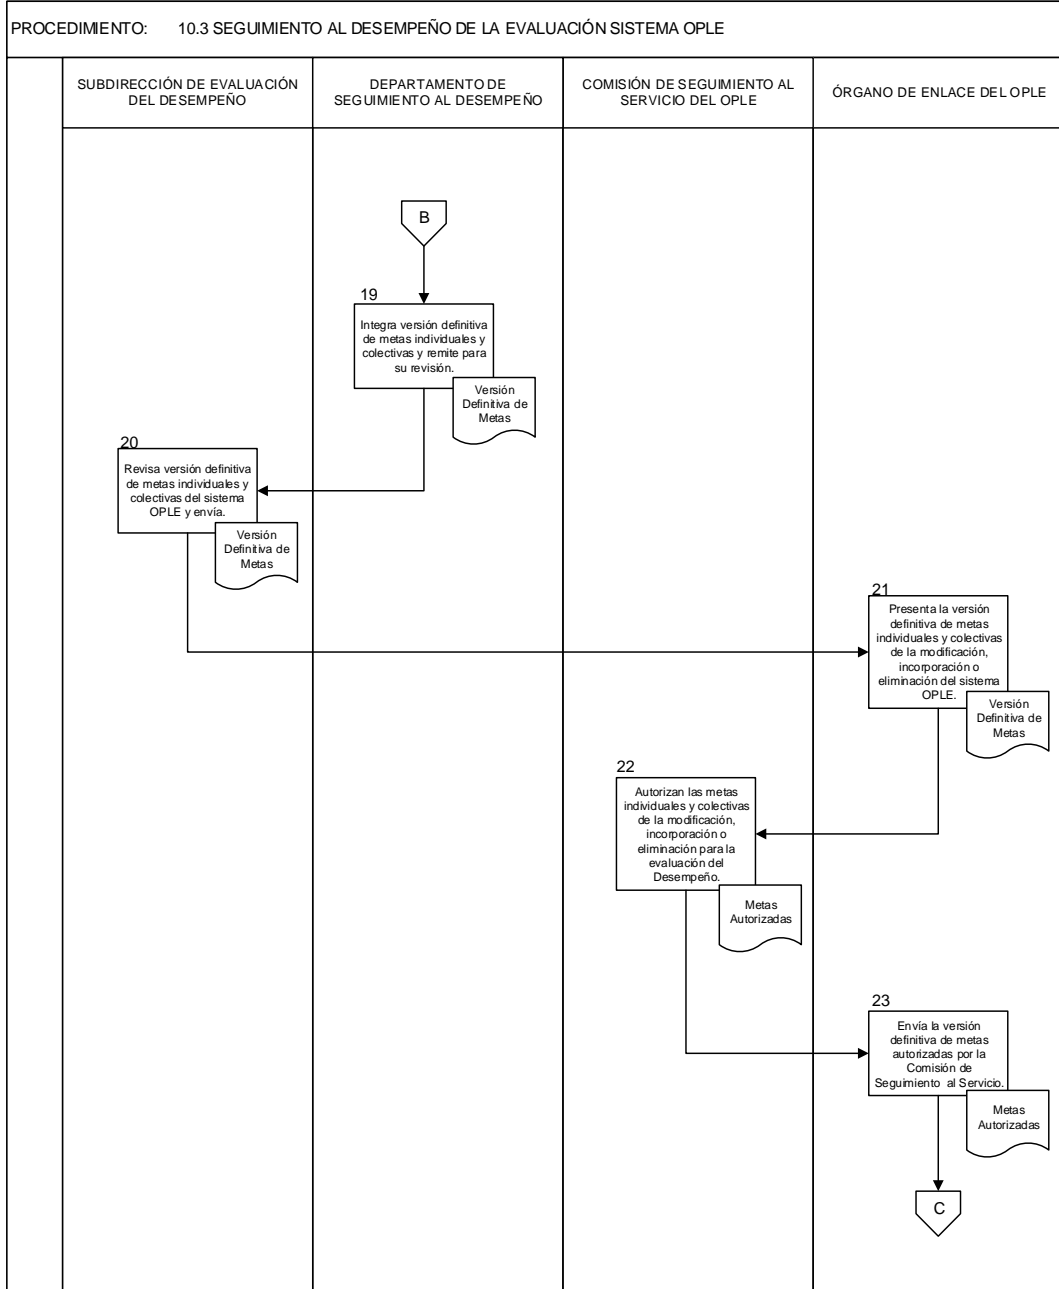 PROCEDIMIENTO: 10.3 SEGUIMIENTO AL DESEMPEÑO DE LA EVALUACIÓN SISTEMA OPLE
SUBDIRECCIÓN DE EVALUACIÓN
DEL DESEMPEÑO
DEPARTAMENTO DE
SEGUIMIENTO AL DESEMPEÑO
COMISIÓN DE SEGUIMIENTO AL
SERVICIO DEL OPLE
ÓRGANO DE ENLACE DEL OPLE
B
19
Integra versión definitiva
de metas individuales y
colectivas y remite para
su revisión.
Versión
Definitiva de
Metas
20
Revisa versión definitiva
de metas individuales y
colectivas del sistema
OPLE y envía.
Versión
Definitiva de
Metas
21
Presenta la versión
definitiva de metas
individuales y colectivas
de la modificación,
incorporación o
eliminación del sistema
OPLE.
Versión
Definitiva de
Metas
22
Autorizan las metas
individuales y colectivas
de la modificación,
incorporación o
eliminación para la
evaluación del
Desempeño.
Metas
Autorizadas
23
Envía la versión
definitiva de metas
autorizadas por la
Comisión de
Seguimiento al Servicio.
Metas
Autorizadas
C